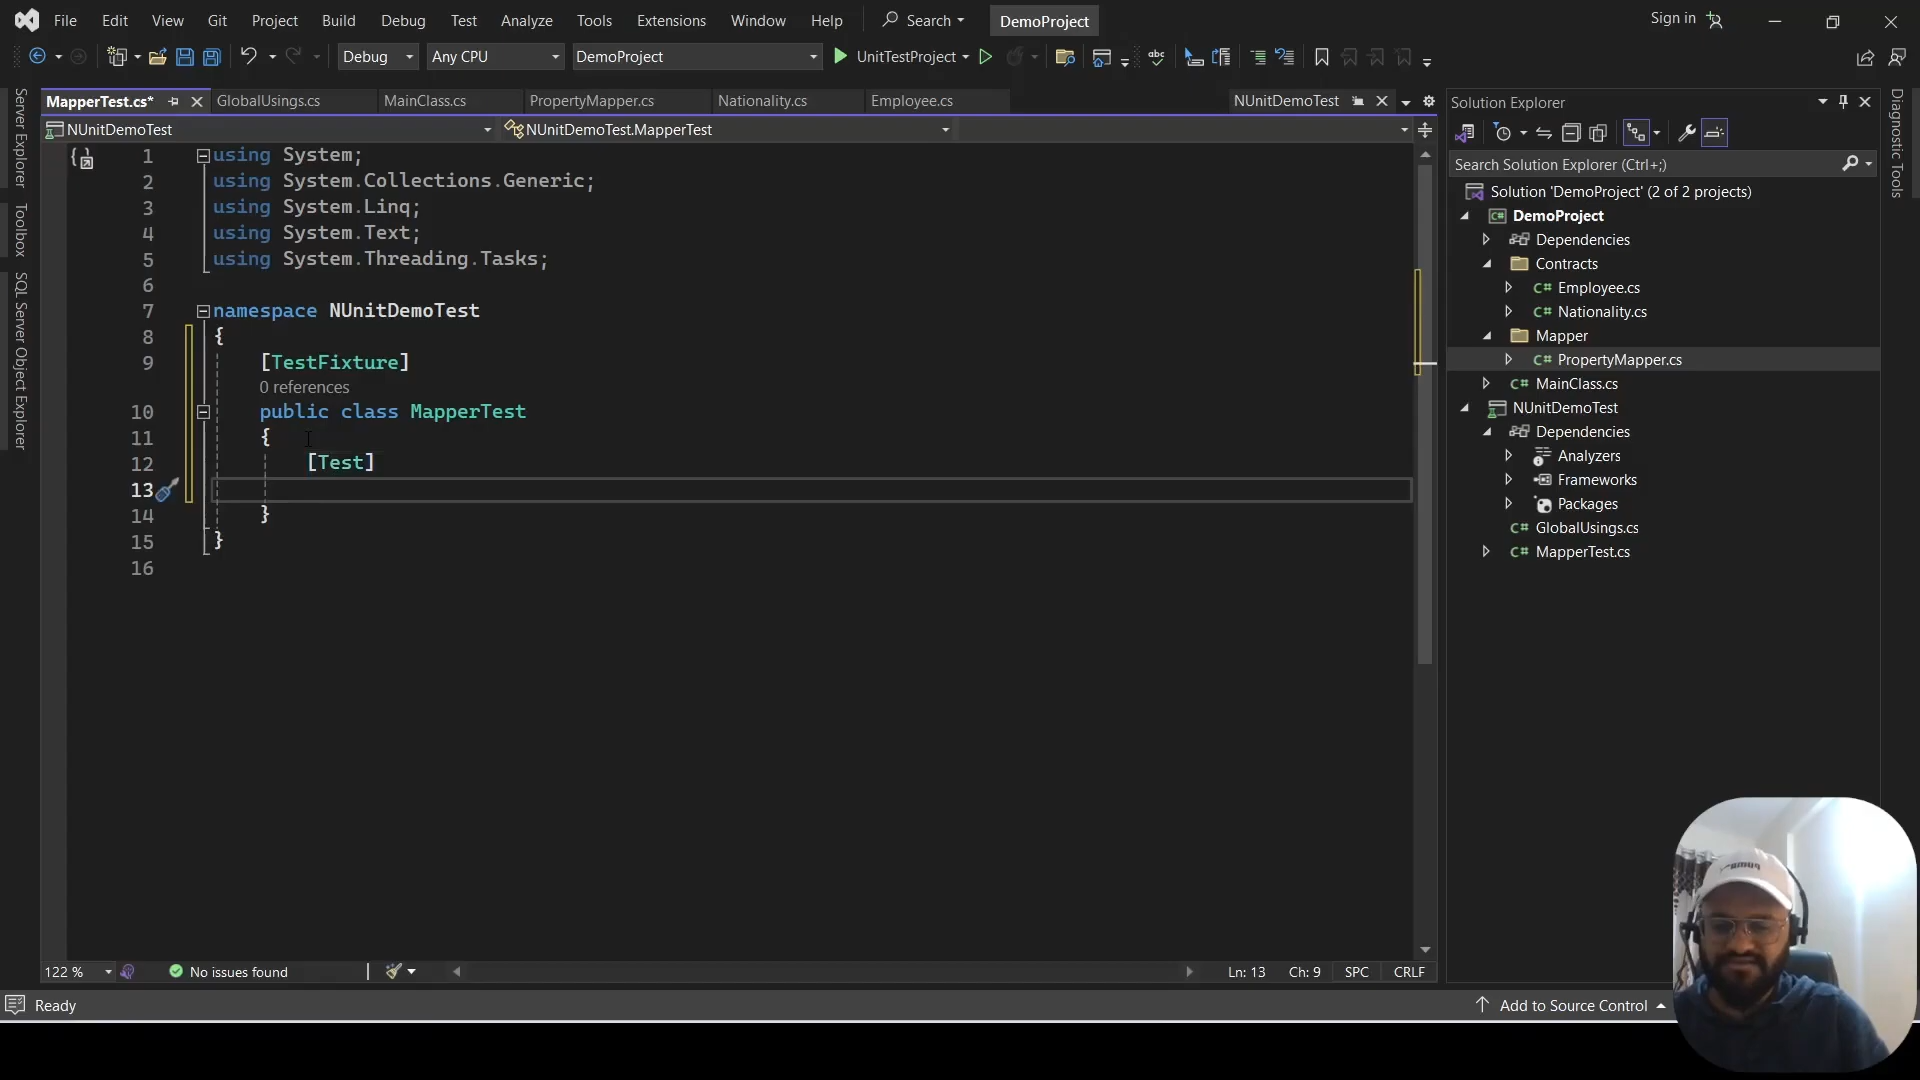 File Edit View Git Project Build Debug Test Analyze Tools Extensions Window Help Search DemoProject Sign in
Debug Any CPU DemoProject UnitTestProject
MapperTest.cs* GlobalUsings.cs MainClass.cs PropertyMapper.cs Nationality.cs Employee.cs NUnitDemoTest
NUnitDemoTest NUnitDemoTest.MapperTest
Server Explorer
Toolbox
SQL Server Object Explorer
1 using System;
2 using System.Collections.Generic;
3 using System.Linq;
4 using System.Text;
5 using System.Threading.Tasks;
6
7 namespace NUnitDemoTest
8 {
9 [TestFixture]
0 references
10 public class MapperTest
11 {
12 [Test]
13
14 }
15 }
16
122 % No issues found Ln: 13 Ch: 9 SPC CRLF
Ready Add to Source Control
Solution Explorer
Search Solution Explorer (Ctrl+;)
Solution 'DemoProject' (2 of 2 projects)
C# DemoProject
Dependencies
Contracts
C# Employee.cs
C# Nationality.cs
Mapper
C# PropertyMapper.cs
C# MainClass.cs
NUnitDemoTest
Dependencies
Analyzers
Frameworks
Packages
C# GlobalUsings.cs
C# MapperTest.cs
Diagnostic Tools